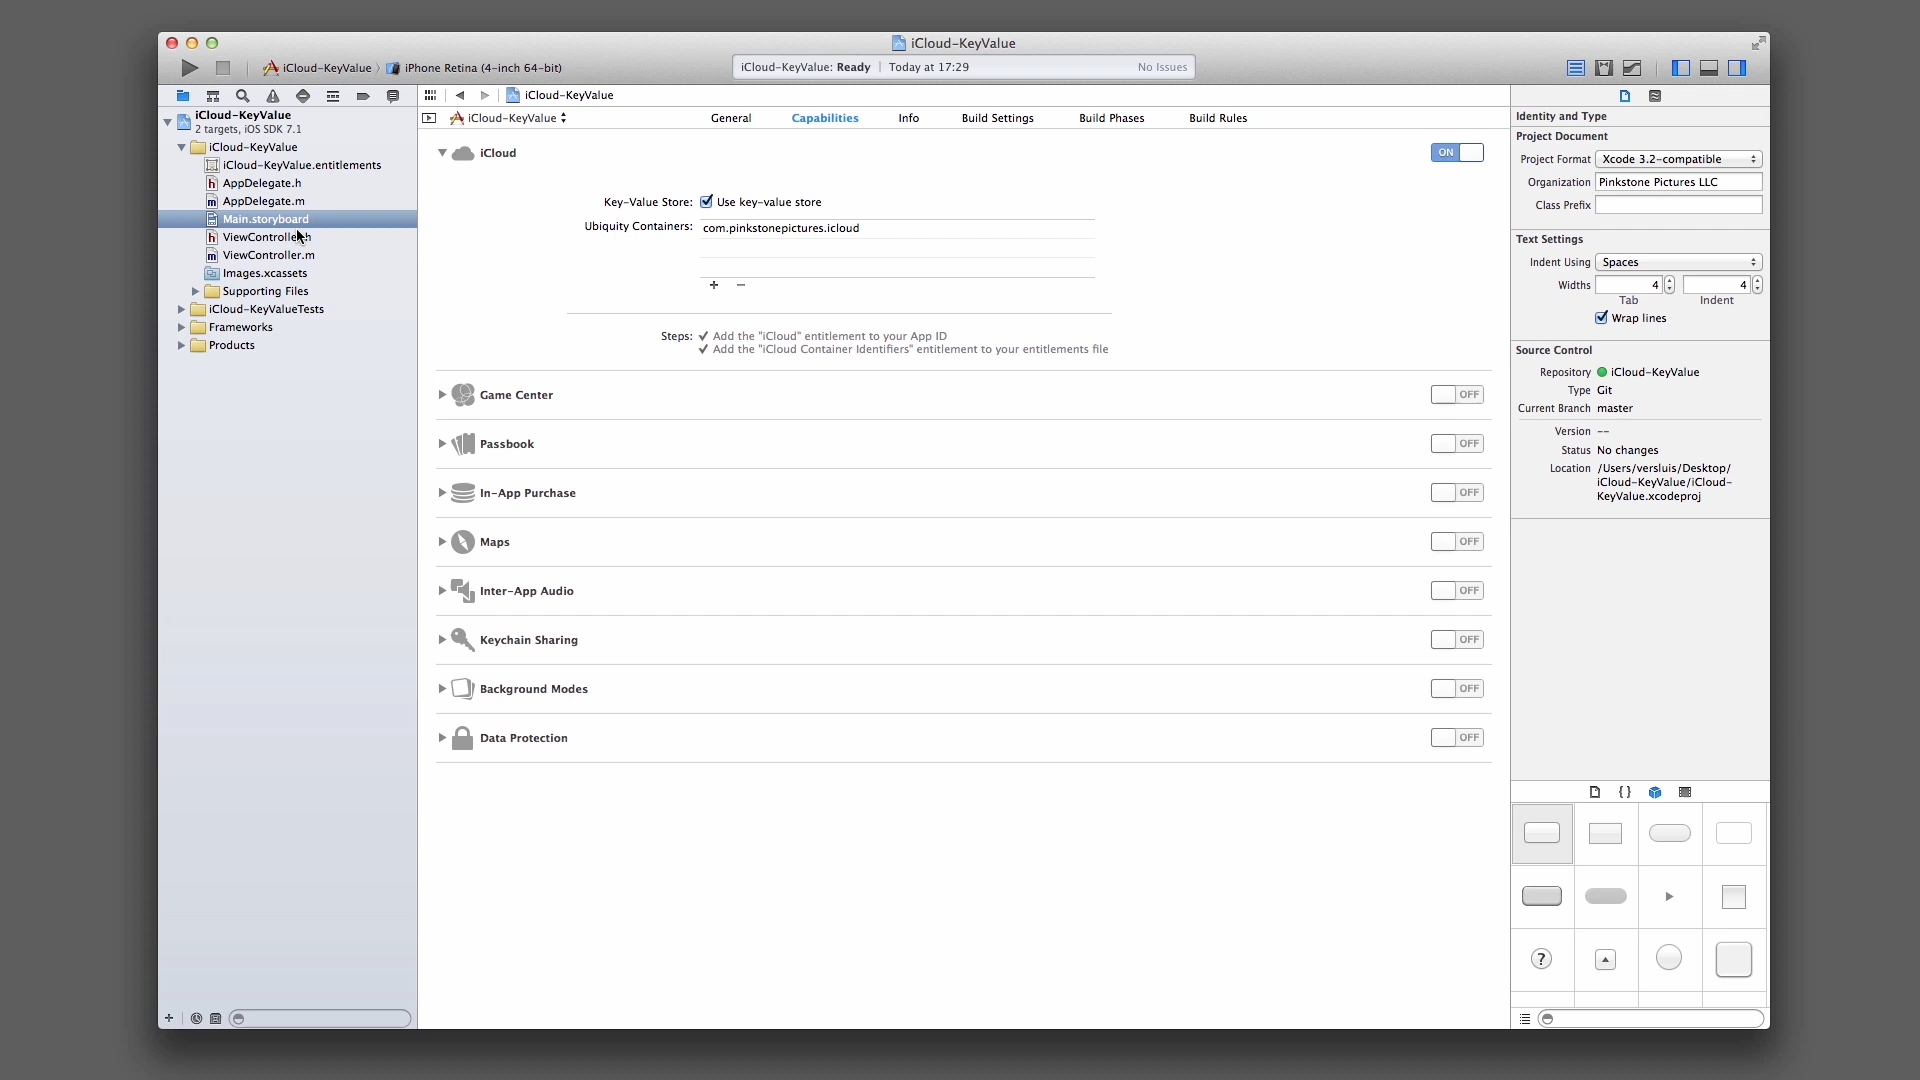 iCloud-KeyValue
iCloud-KeyValue
iPhone Retina (4-inch 64-bit)
iCloud-KeyValue: Ready | Today at 17:29
No Issues
iCloud-KeyValue
2 targets, iOS SDK 7.1
iCloud-KeyValue
iCloud-KeyValue.entitlements
AppDelegate.h
AppDelegate.m
Main.storyboard
ViewController.h
ViewController.m
Images.xcassets
Supporting Files
iCloud-KeyValueTests
Frameworks
Products
iCloud-KeyValue
iCloud-KeyValue
General
Capabilities
Info
Build Settings
Build Phases
Build Rules
iCloud
ON
Key-Value Store: Use key-value store
Ubiquity Containers: com.pinkstonepictures.icloud
+ −
Steps: ✓ Add the "iCloud" entitlement to your App ID
✓ Add the "iCloud Container Identifiers" entitlement to your entitlements file
Game Center
OFF
Passbook
OFF
In-App Purchase
OFF
Maps
OFF
Inter-App Audio
OFF
Keychain Sharing
OFF
Background Modes
OFF
Data Protection
OFF
Identity and Type
Project Document
Project Format Xcode 3.2-compatible
Organization Pinkstone Pictures LLC
Class Prefix
Text Settings
Indent Using Spaces
Widths 4 4
Tab Indent
Wrap lines
Source Control
Repository iCloud-KeyValue
Type Git
Current Branch master
Version --
Status No changes
Location /Users/versluis/Desktop/
iCloud-KeyValue/iCloud-
KeyValue.xcodeproj
{ }
?